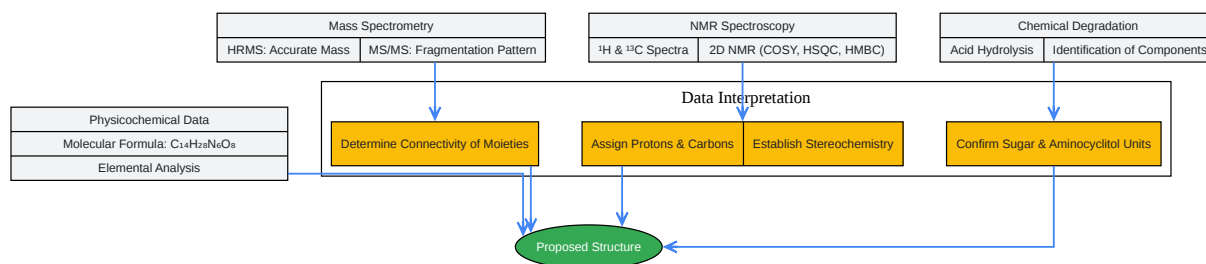 Mass Spectrometry
HRMS: Accurate Mass
MS/MS: Fragmentation Pattern
NMR Spectroscopy
¹H & ¹³C Spectra
2D NMR (COSY, HSQC, HMBC)
Chemical Degradation
Acid Hydrolysis
Identification of Components
Data Interpretation
Physicochemical Data
Molecular Formula: C₁₄H₂₈N₆O₈
Elemental Analysis
Determine Connectivity of Moieties
Assign Protons & Carbons
Establish Stereochemistry
Confirm Sugar & Aminocyclitol Units
Proposed Structure